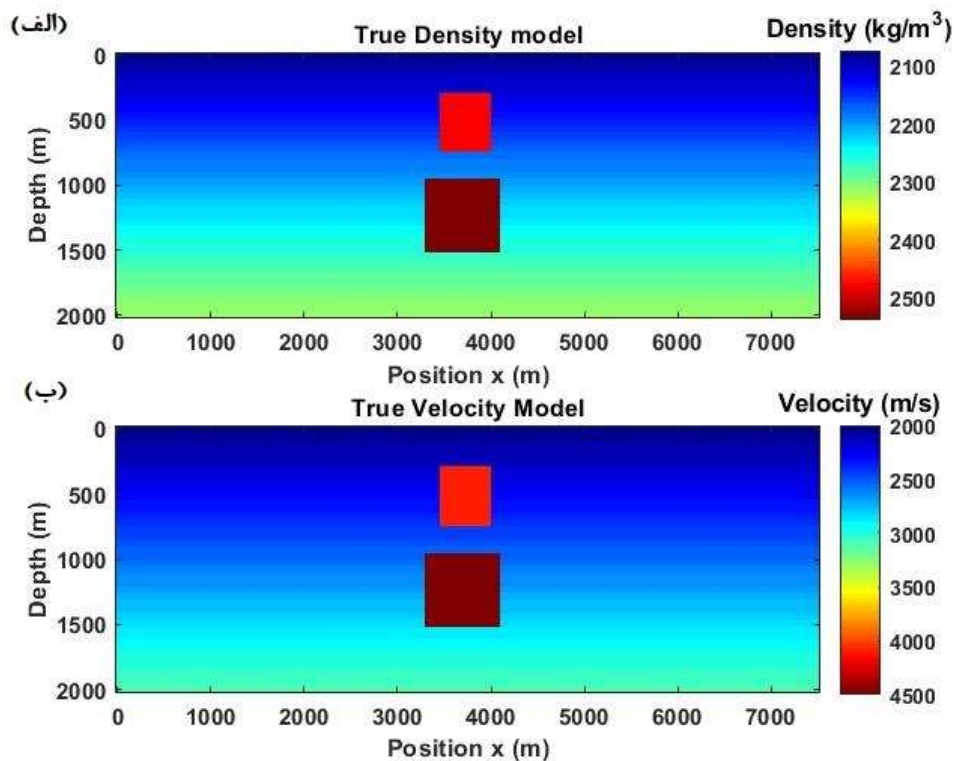 (الف)
True Density model
Density (kg/m³)
0
500
1000
1500
2000
Depth (m)
0 1000 2000 3000 4000 5000 6000 7000
Position x (m)
2100
2200
2300
2400
2500
(ب)
True Velocity Model
Velocity (m/s)
0
500
1000
1500
2000
Depth (m)
0 1000 2000 3000 4000 5000 6000 7000
Position x (m)
2000
2500
3000
3500
4000
4500